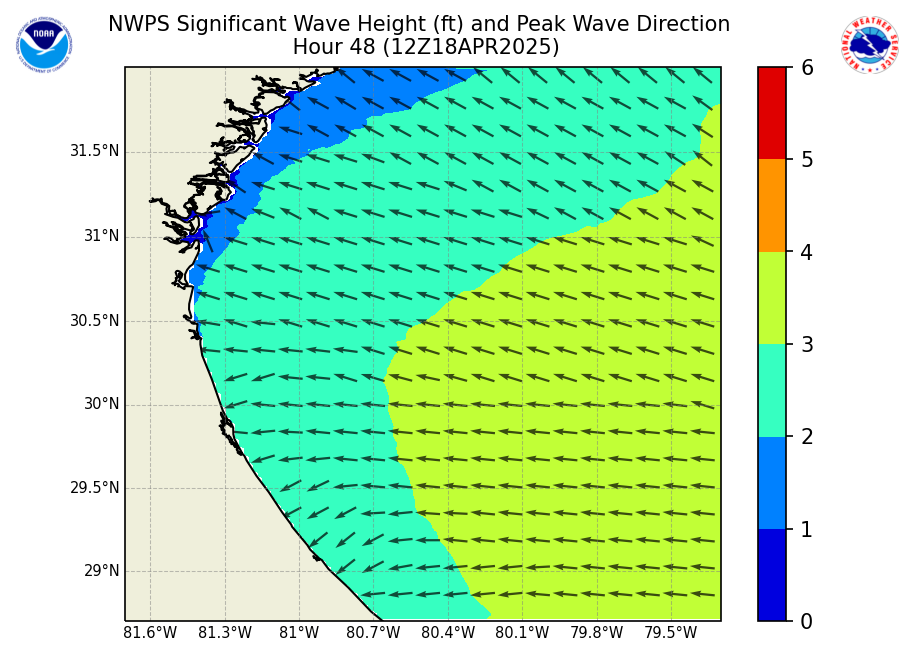 NWPS Significant Wave Height (ft) and Peak Wave Direction
Hour 48 (12Z18APR2025)
NOAA
NATIONAL WEATHER SERVICE
6
5
4
3
2
1
0
31.5°N
31°N
30.5°N
30°N
29.5°N
29°N
81.6°W 81.3°W 81°W 80.7°W 80.4°W 80.1°W 79.8°W 79.5°W